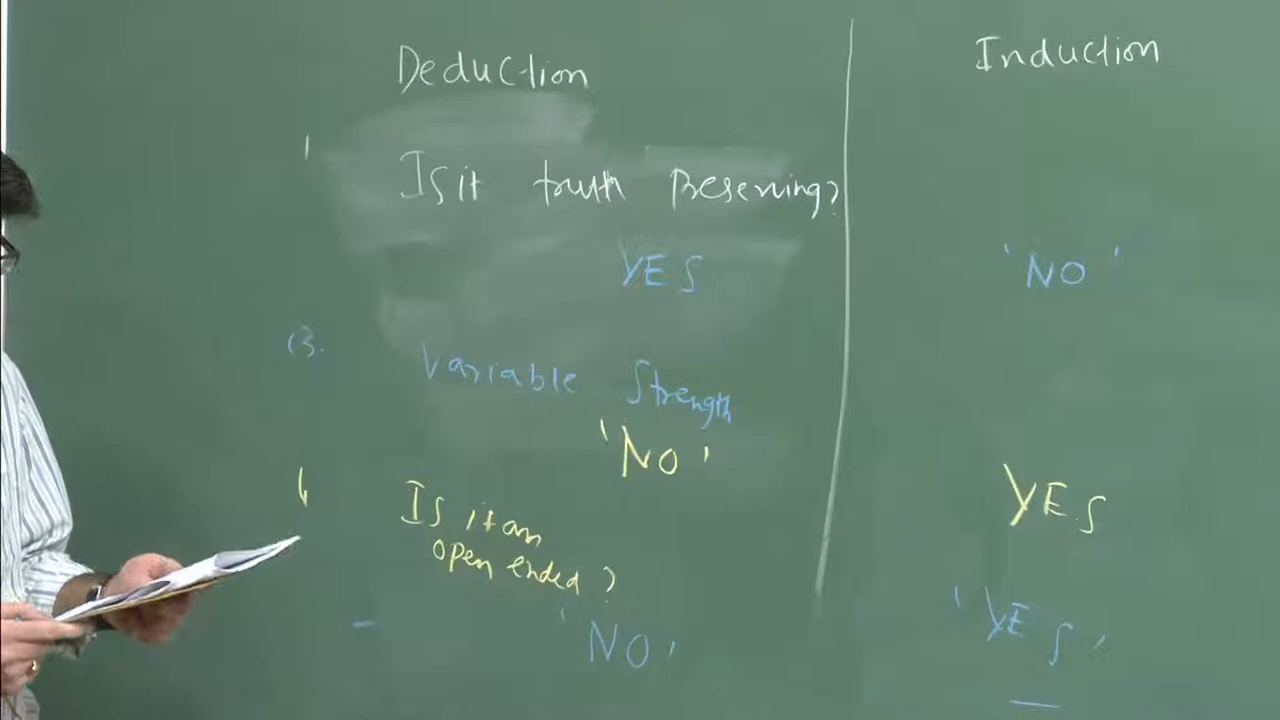 Deduction Induction
1 Is it truth Preserving?
YES 'NO'
(3. Variable Strength
'NO' YES
Is it an
open ended?
'NO' 'YES'